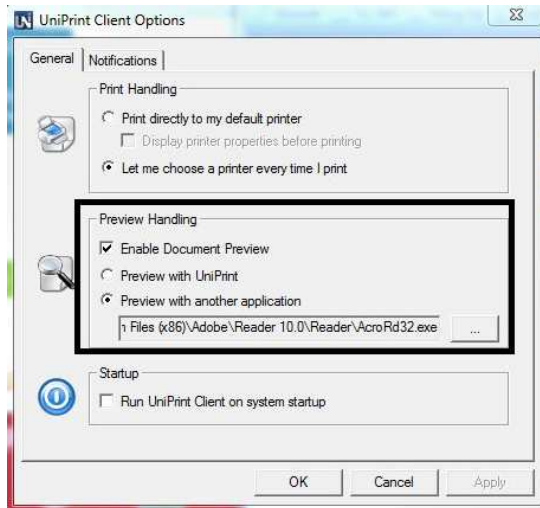 UniPrint Client Options
General Notifications
Print Handling
Print directly to my default printer
Display printer properties before printing
Let me choose a printer every time I print
Preview Handling
Enable Document Preview
Preview with UniPrint
Preview with another application
Files (x86)\Adobe\Reader 10.0\Reader\AcroRd32.exe ...
Startup
Run UniPrint Client on system startup
OK Cancel Apply